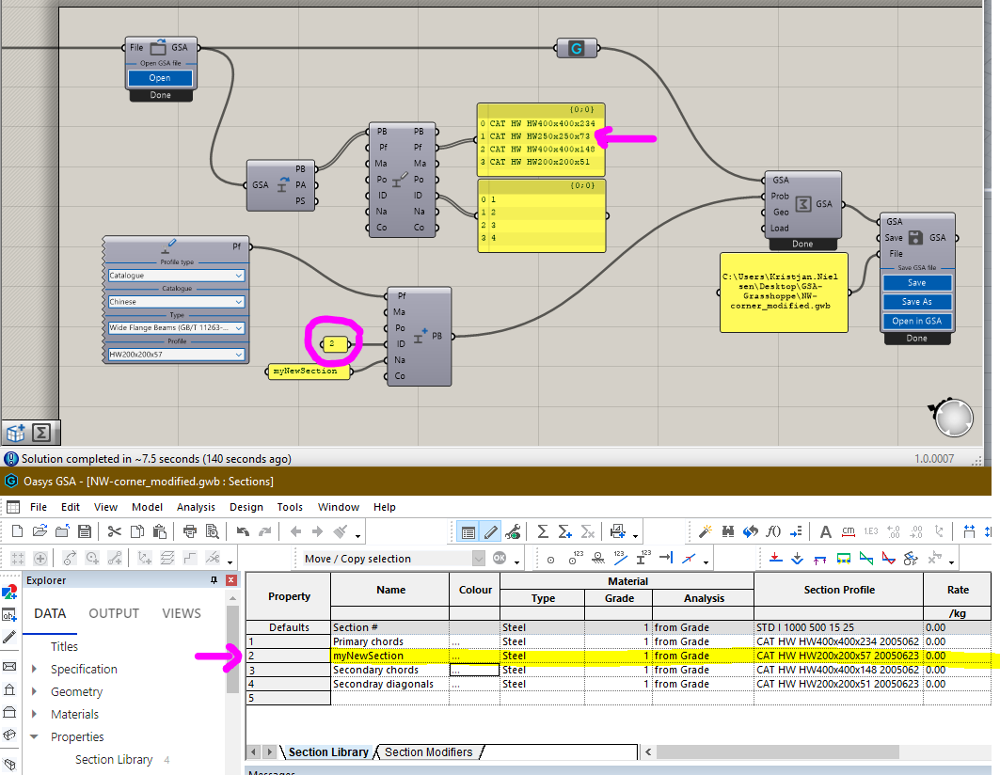 File GSA
Open GSA file
Open
Done
G
{0;0}
0 CAT HW HW400x400x234
1 CAT HW HW250x250x73
2 CAT HW HW400x400x148
3 CAT HW HW200x200x51
PB PB
Pf Pf
Ma Ma
Po Po
ID ID
Na Na
Co Co
GSA PB
PA
PS
{0;0}
0 1
1 2
2 3
3 4
GSA
Prob GSA
Geo
Load
Done
GSA
Save GSA
File
Save GSA file
Save
Save As
Open in GSA
Done
Pf
Profile type
Catalogue
Catalogue
Chinese
Type
Wide Flange Beams (GB/T 11263-...
Profile
HW200x200x57
Pf
Ma
Po
ID PB
Na
Co
2
myNewSection
C:\Users\Kristjan.Niel
sen\Desktop\GSA-
Grasshoppe\NW-
corner_modified.gwb
Solution completed in ~7.5 seconds (140 seconds ago) 1.0.0007
Oasys GSA - [NW-corner_modified.gwb : Sections]
File Edit View Model Analysis Design Tools Window Help
Move / Copy selection OK
Explorer
DATA OUTPUT VIEWS
Titles
Specification
Geometry
Materials
Properties
Section Library 4
Property Name Colour Material Section Profile Rate
Type Grade Analysis /kg
Defaults Section # Steel 1 from Grade STD I 1000 500 15 25 0.00
1 Primary chords ... Steel 1 from Grade CAT HW HW400x400x234 2005062 0.00
2 myNewSection ... Steel 1 from Grade CAT HW HW200x200x57 20050623 0.00
3 Secondary chords ... Steel 1 from Grade CAT HW HW400x400x148 2005062 0.00
4 Secondray diagonals ... Steel 1 from Grade CAT HW HW200x200x51 20050623 0.00
5
Section Library Section Modifiers
Messages